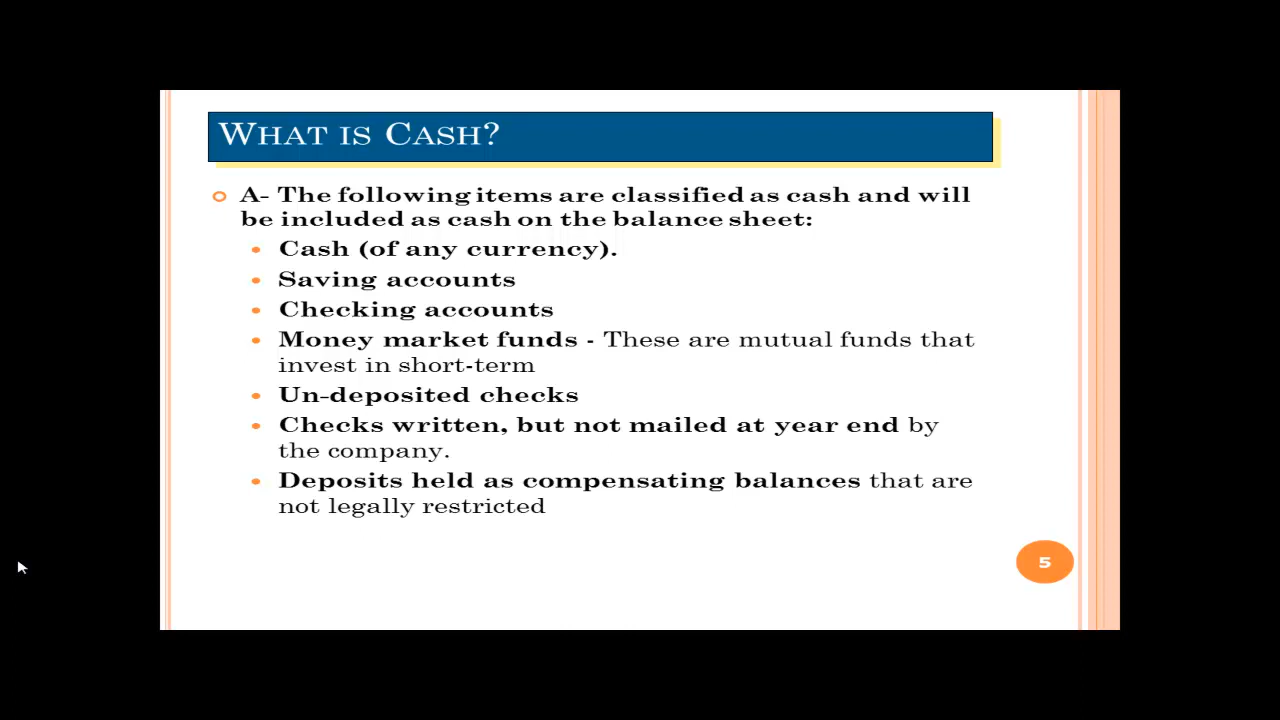 WHAT IS CASH?
A- The following items are classified as cash and will
be included as cash on the balance sheet:
Cash (of any currency).
Saving accounts
Checking accounts
Money market funds - These are mutual funds that
invest in short-term
Un-deposited checks
Checks written, but not mailed at year end by
the company.
Deposits held as compensating balances that are
not legally restricted
5